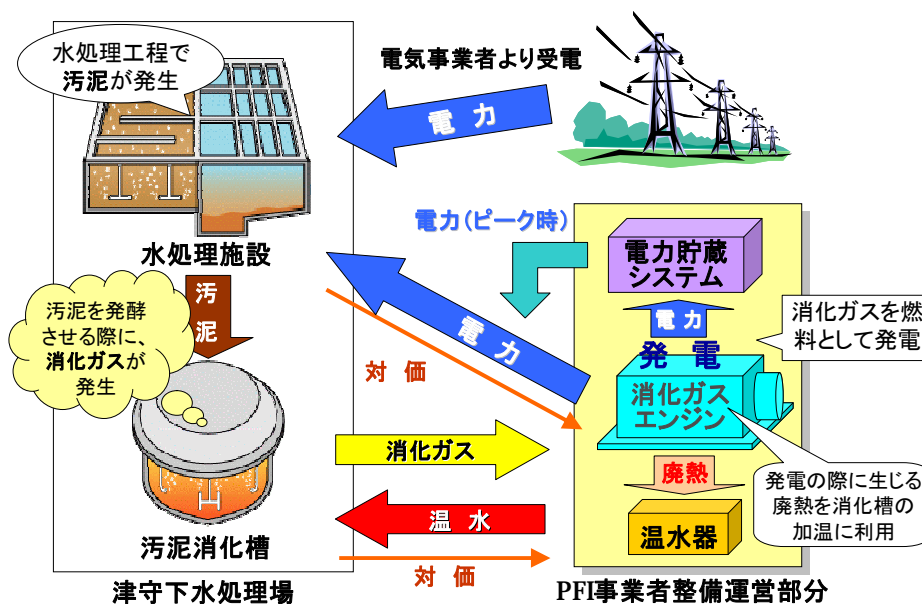 水処理工程で
汚泥が発生
電気事業者より受電
電 力
水処理施設
電力(ピーク時)
電力貯蔵
システム
汚
泥
汚泥を発酵
させる際に、
消化ガスが
発生
電 力
電 力
消化ガスを燃
料として発電
発 電
対 価
消化ガス
エンジン
消化ガス
廃熱
発電の際に生じる
廃熱を消化槽の
加温に利用
温 水
温水器
汚泥消化槽
対 価
津守下水処理場
PFI事業者整備運営部分